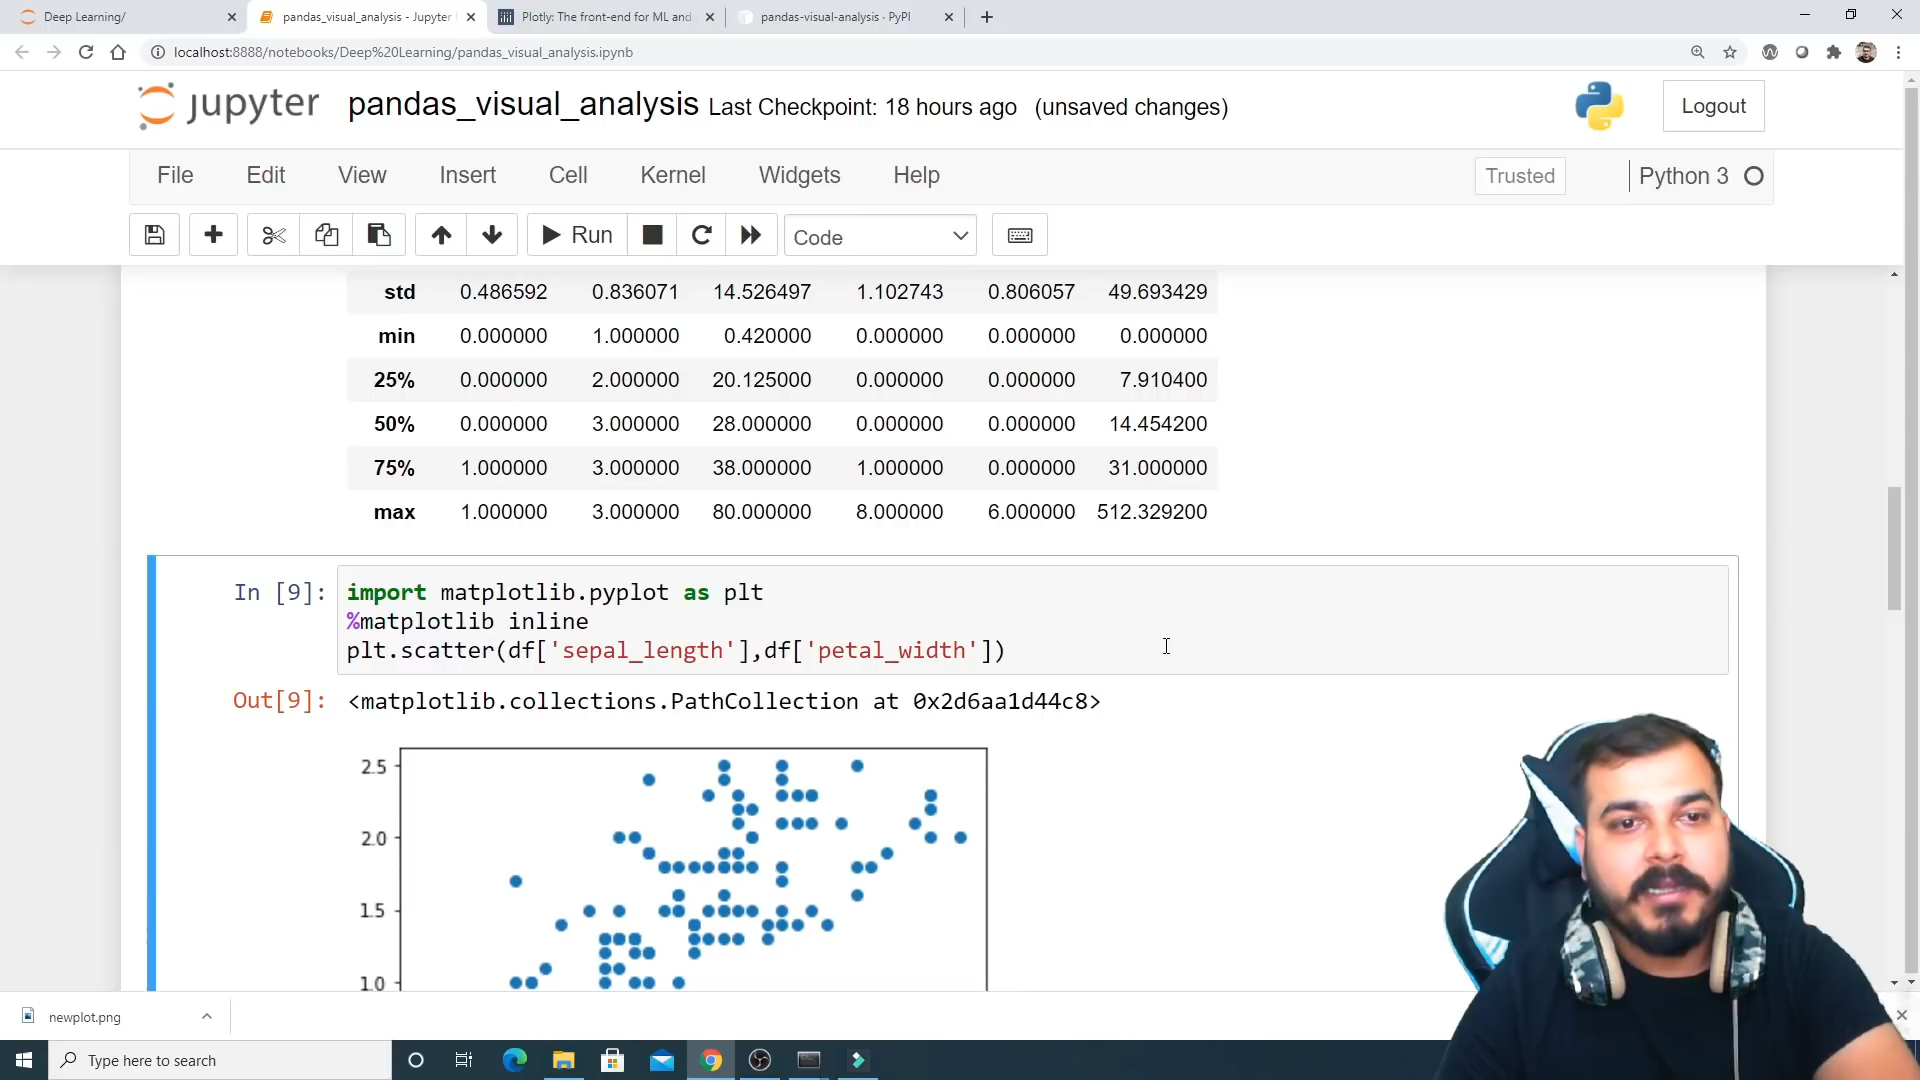 Deep Learning/
pandas_visual_analysis - Jupyter
Plotly: The front-end for ML and
pandas-visual-analysis · PyPI
localhost:8888/notebooks/Deep%20Learning/pandas_visual_analysis.ipynb
jupyter pandas_visual_analysis Last Checkpoint: 18 hours ago (unsaved changes)
Logout
File Edit View Insert Cell Kernel Widgets Help
Trusted
Python 3
Run
Code
std 0.486592 0.836071 14.526497 1.102743 0.806057 49.693429
min 0.000000 1.000000 0.420000 0.000000 0.000000 0.000000
25% 0.000000 2.000000 20.125000 0.000000 0.000000 7.910400
50% 0.000000 3.000000 28.000000 0.000000 0.000000 14.454200
75% 1.000000 3.000000 38.000000 1.000000 0.000000 31.000000
max 1.000000 3.000000 80.000000 8.000000 6.000000 512.329200
In [9]: import matplotlib.pyplot as plt
%matplotlib inline
plt.scatter(df['sepal_length'],df['petal_width'])
Out[9]: <matplotlib.collections.PathCollection at 0x2d6aa1d44c8>
2.5
2.0
1.5
1.0
newplot.png
Type here to search